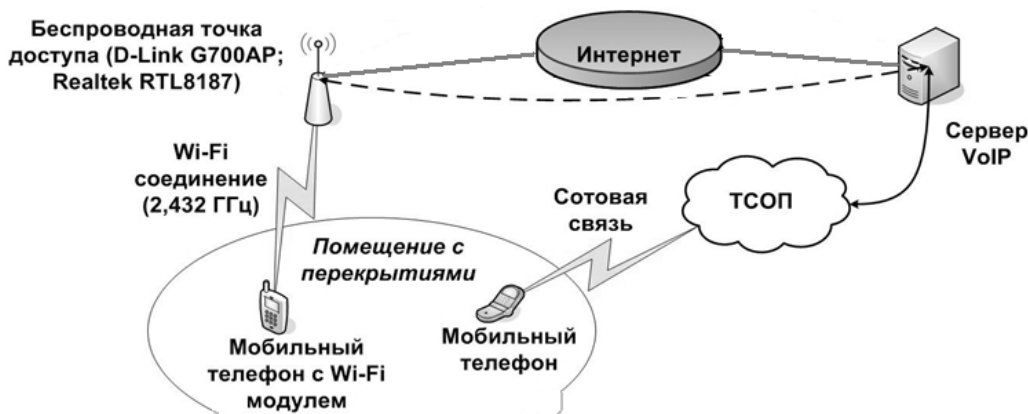 Беспроводная точка
доступа (D-Link G700AP;
Realtek RTL8187)
Интернет
Сервер
VoIP
Wi-Fi
соединение
(2,432 ГГц)
Сотовая
связь
ТСОП
Помещение с
перекрытиями
Мобильный
телефон с Wi-Fi
модулем
Мобильный
телефон